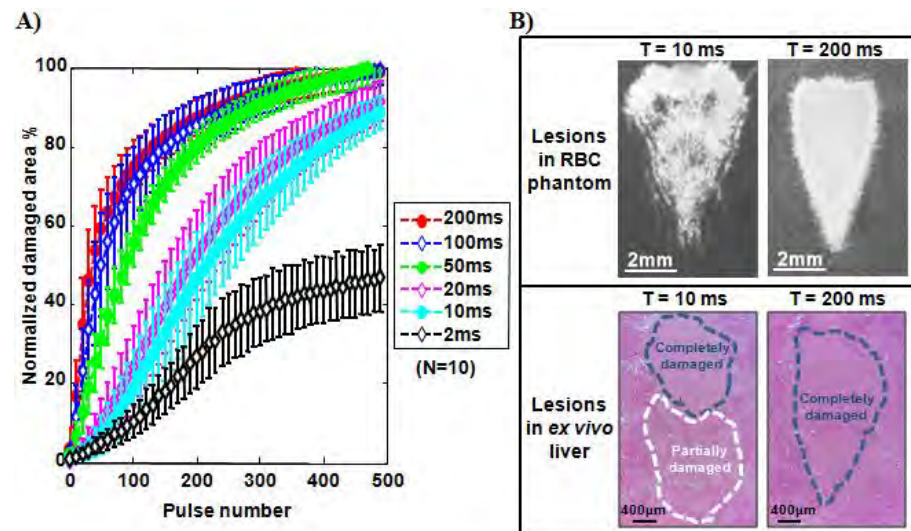 A)
Normalized damaged area %
100
80
60
40
20
0
0
100
200
300
400
500
Pulse number
200ms
100ms
50ms
20ms
10ms
2ms
(N=10)
B)
T = 10 ms
T = 200 ms
Lesions
in RBC
phantom
2mm
2mm
T = 10 ms
T = 200 ms
Lesions
in ex vivo
liver
Completely
damaged
Partially
damaged
400μm
Completely
damaged
400μm